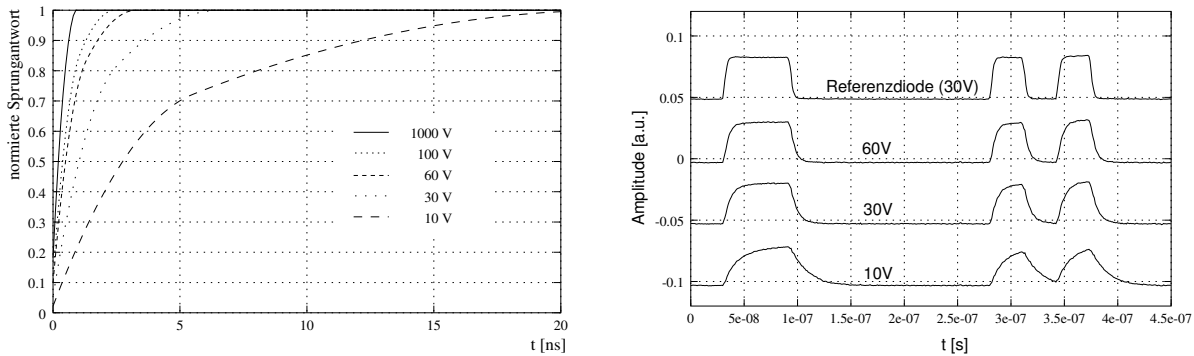 normierte Sprungantwort
1
0.9
0.8
0.7
0.6
0.5
0.4
0.3
0.2
0.1
0
0
5
10
15
20
t [ns]
1000 V
100 V
60 V
30 V
10 V
Amplitude [a.u.]
0.1
0.05
0
-0.05
-0.1
Referenzdiode (30V)
60V
30V
10V
0
5e-08
1e-07
1.5e-07
2e-07
2.5e-07
3e-07
3.5e-07
4e-07
4.5e-07
t [s]